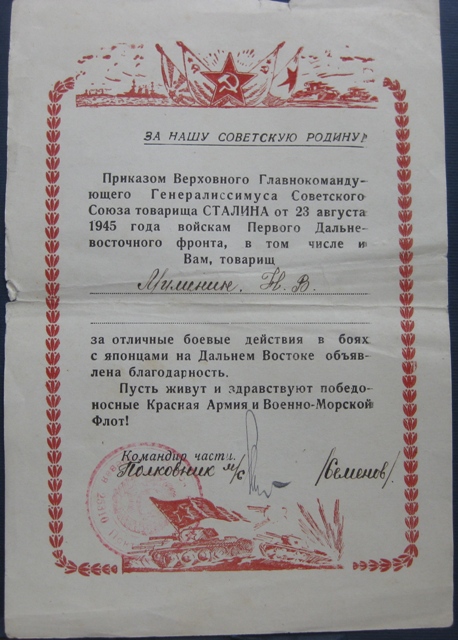 ЗА НАШУ СОВЕТСКУЮ РОДИНУ!
Приказом Верховного Главнокоманду-
ющего Генералиссимуса Советского
Союза товарища СТАЛИНА от 23 августа
1945 года войскам Первого Дальне-
восточного фронта, в том числе и
Вам, товарищ
Н. В.
за отличные боевые действия в боях
с японцами на Дальнем Востоке объяв-
лена благодарность.
Пусть живут и здравствуют победо-
носные Красная Армия и Военно-Морской
Флот!
Командир части.
Полковник м/с /Семенов/